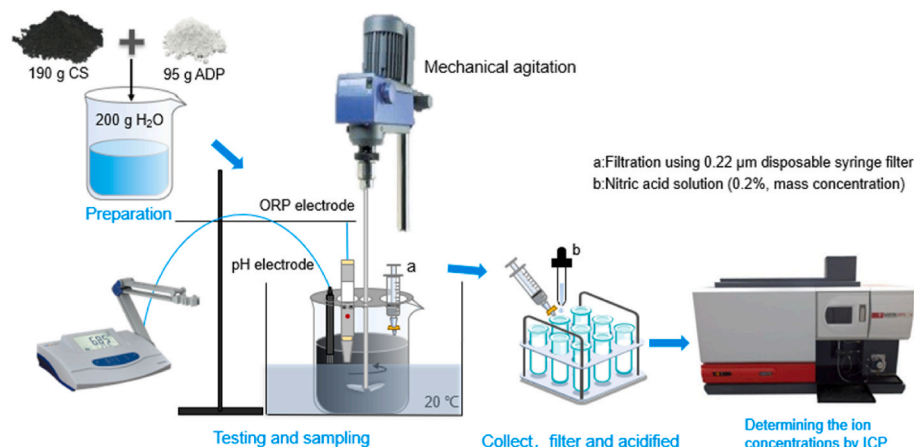 190 g CS
95 g ADP
200 g H₂O
Preparation
Mechanical agitation
a:Filtration using 0.22 μm disposable syringe filter
b:Nitric acid solution (0.2%, mass concentration)
ORP electrode
pH electrode
a
b
685
20 ℃
Testing and sampling
Collect, filter and acidified
Determining the ion
concentrations by ICP